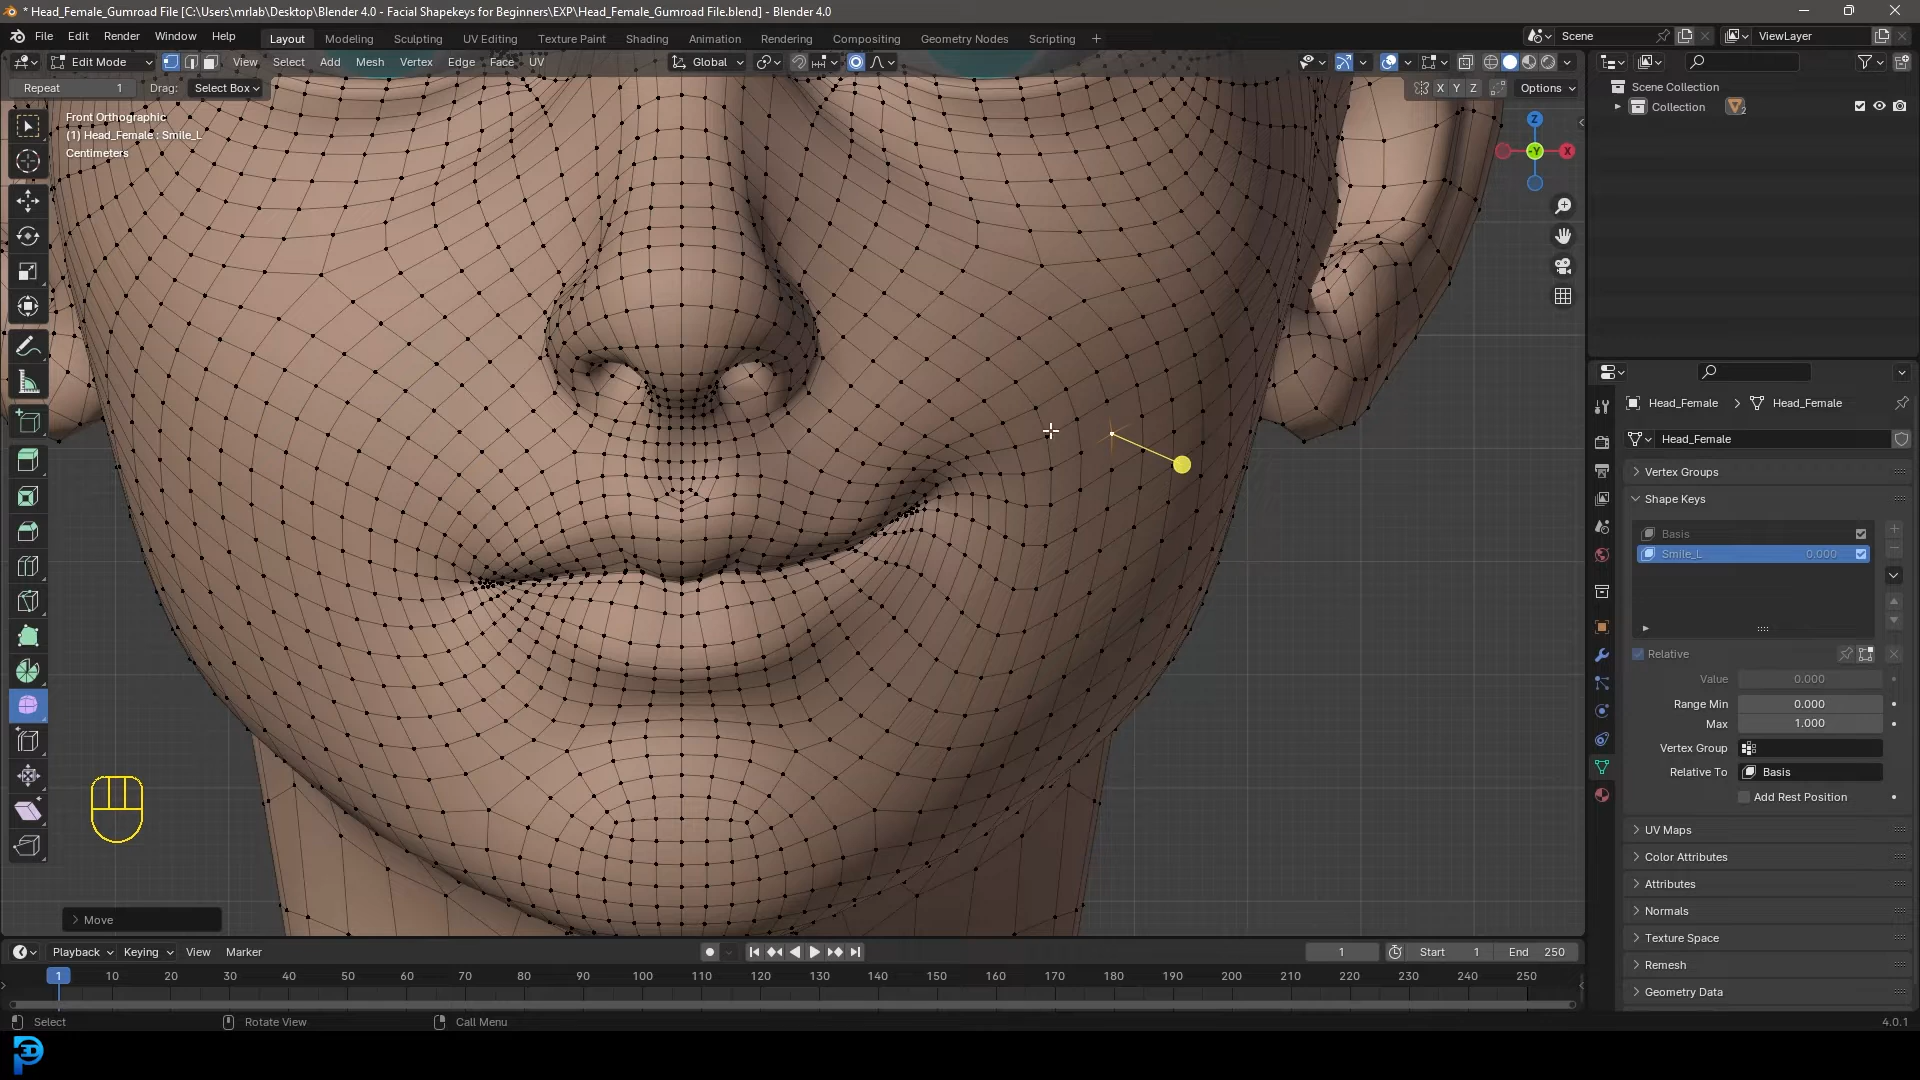 * Head_Female_Gumroad File [C:\Users\mrlab\Desktop\Blender 4.0 - Facial Shapekeys for Beginners\EXP\Head_Female_Gumroad File.blend] - Blender 4.0
File Edit Render Window Help Layout Modeling Sculpting UV Editing Texture Paint Shading Animation Rendering Compositing Geometry Nodes Scripting + Scene ViewLayer
Edit Mode View Select Add Mesh Vertex Edge Face UV Global
Repeat 1 Drag: Select Box X Y Z Options
Front Orthographic
(1) Head_Female : Smile_L
Centimeters
Z
-Y X
Scene Collection
Collection 2
Head_Female > Head_Female
Head_Female
Vertex Groups
Shape Keys
Basis
Smile_L 0.000
Relative
Value 0.000
Range Min 0.000
Max 1.000
Vertex Group
Relative To Basis
Add Rest Position
UV Maps
Color Attributes
Attributes
Normals
Texture Space
Remesh
Geometry Data
Move
Playback Keying View Marker 1 Start 1 End 250
1 10 20 30 40 50 60 70 80 90 100 110 120 130 140 150 160 170 180 190 200 210 220 230 240 250
Select Rotate View Call Menu 4.0.1